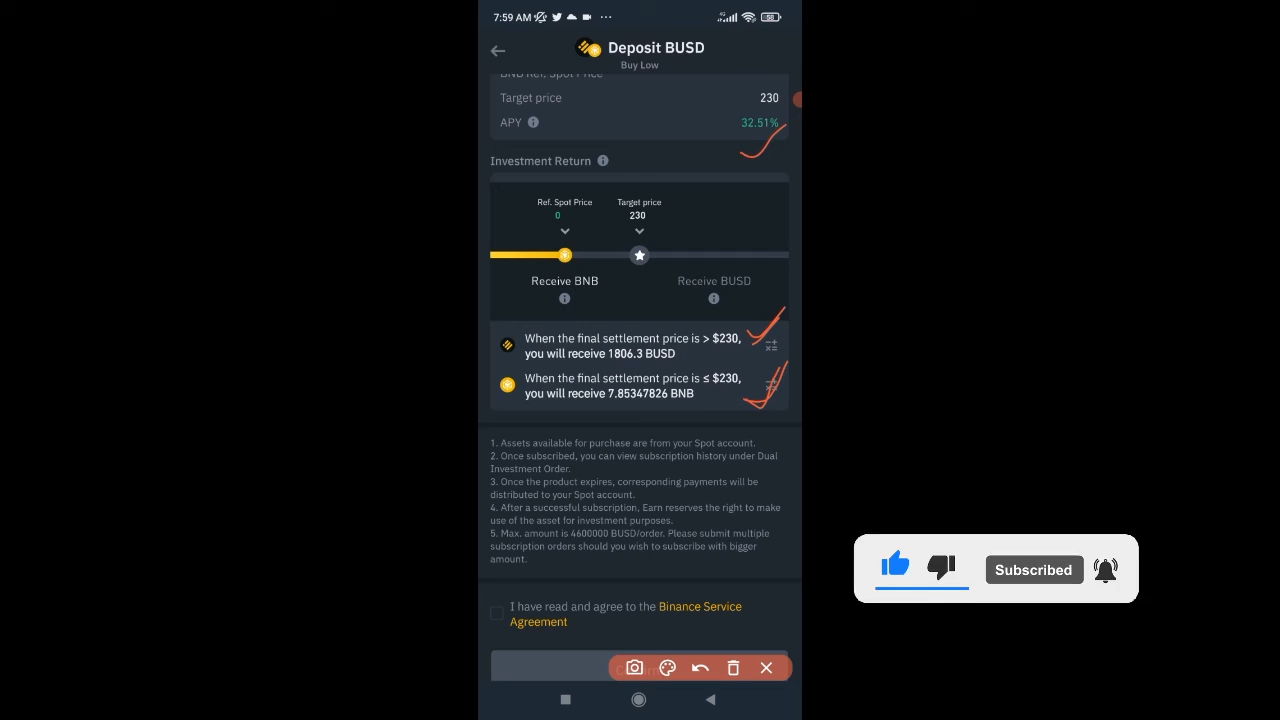 7:59 AM
4G
58
Deposit BUSD
Buy Low
BNB Ref. Spot Price
Target price
230
APY
32.51%
Investment Return
Ref. Spot Price
Target price
0
230
Receive BNB
Receive BUSD
When the final settlement price is > $230,
you will receive 1806.3 BUSD
When the final settlement price is ≤ $230,
you will receive 7.85347826 BNB
1. Assets available for purchase are from your Spot account.
2. Once subscribed, you can view subscription history under Dual
Investment Order.
3. Once the product expires, corresponding payments will be
distributed to your Spot account.
4. After a successful subscription, Earn reserves the right to make
use of the asset for investment purposes.
5. Max. amount is 4600000 BUSD/order. Please submit multiple
subscription orders should you wish to subscribe with bigger
amount.
I have read and agree to the Binance Service
Agreement
Subscribed